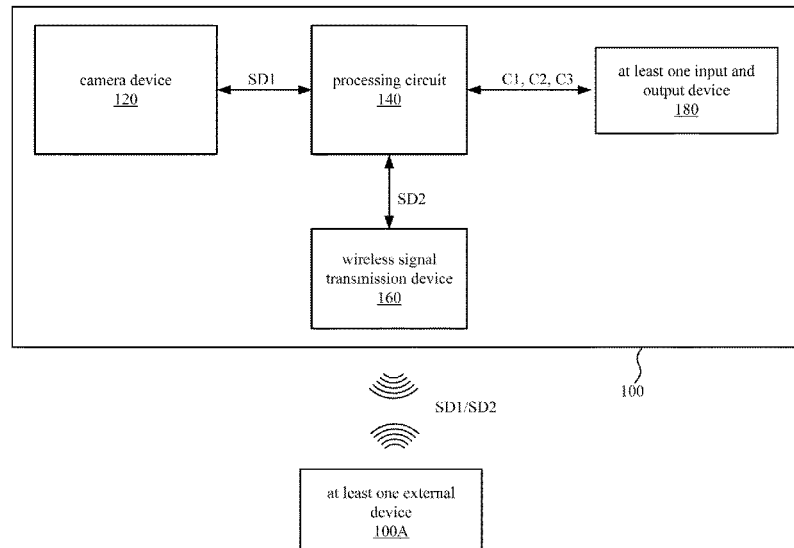 camera device
120
SD1
processing circuit
140
C1, C2, C3
at least one input and
output device
180
SD2
wireless signal
transmission device
160
100
SD1/SD2
at least one external
device
100A